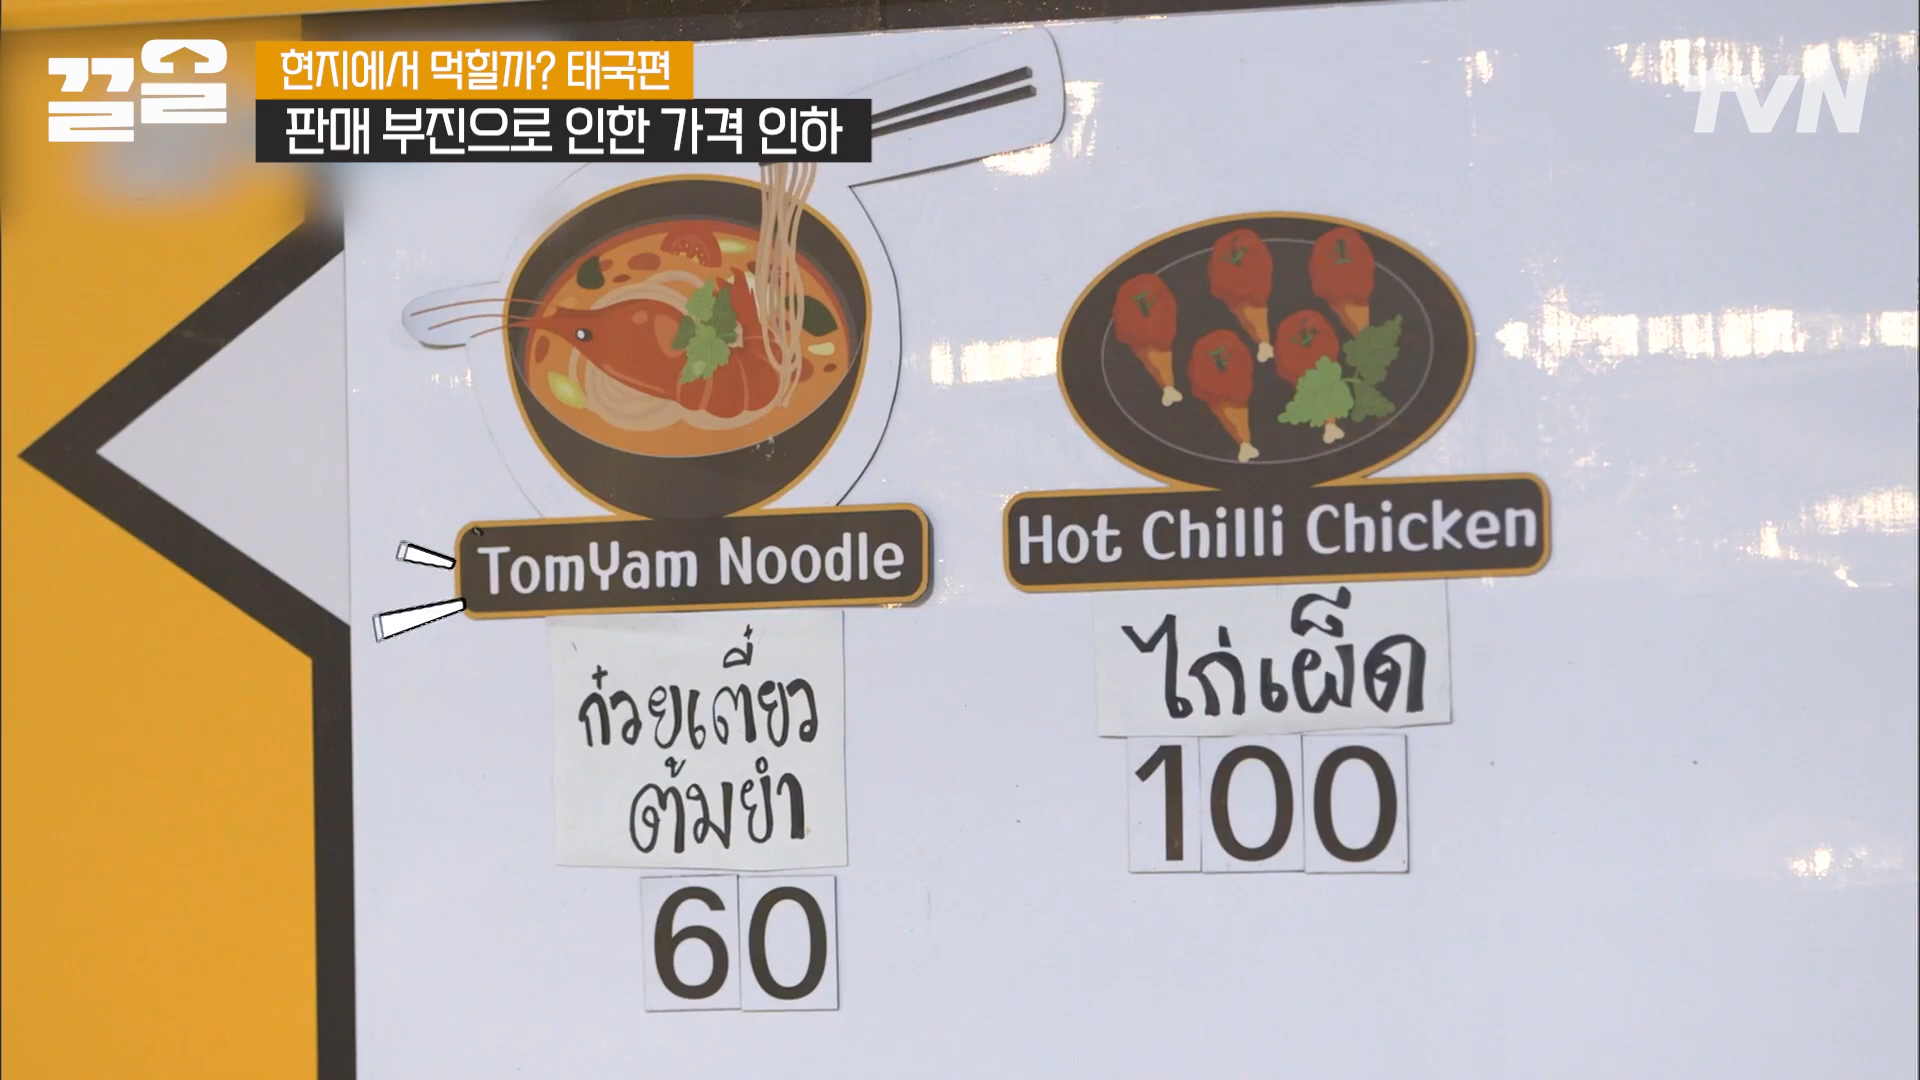 끌올
현지에서 먹힐까? 태국편
판매 부진으로 인한 가격 인하
tvN
TomYam Noodle
ก๋วยเตี๋ยว
ต้มยำ
60
Hot Chilli Chicken
ไก่เผ็ด
100